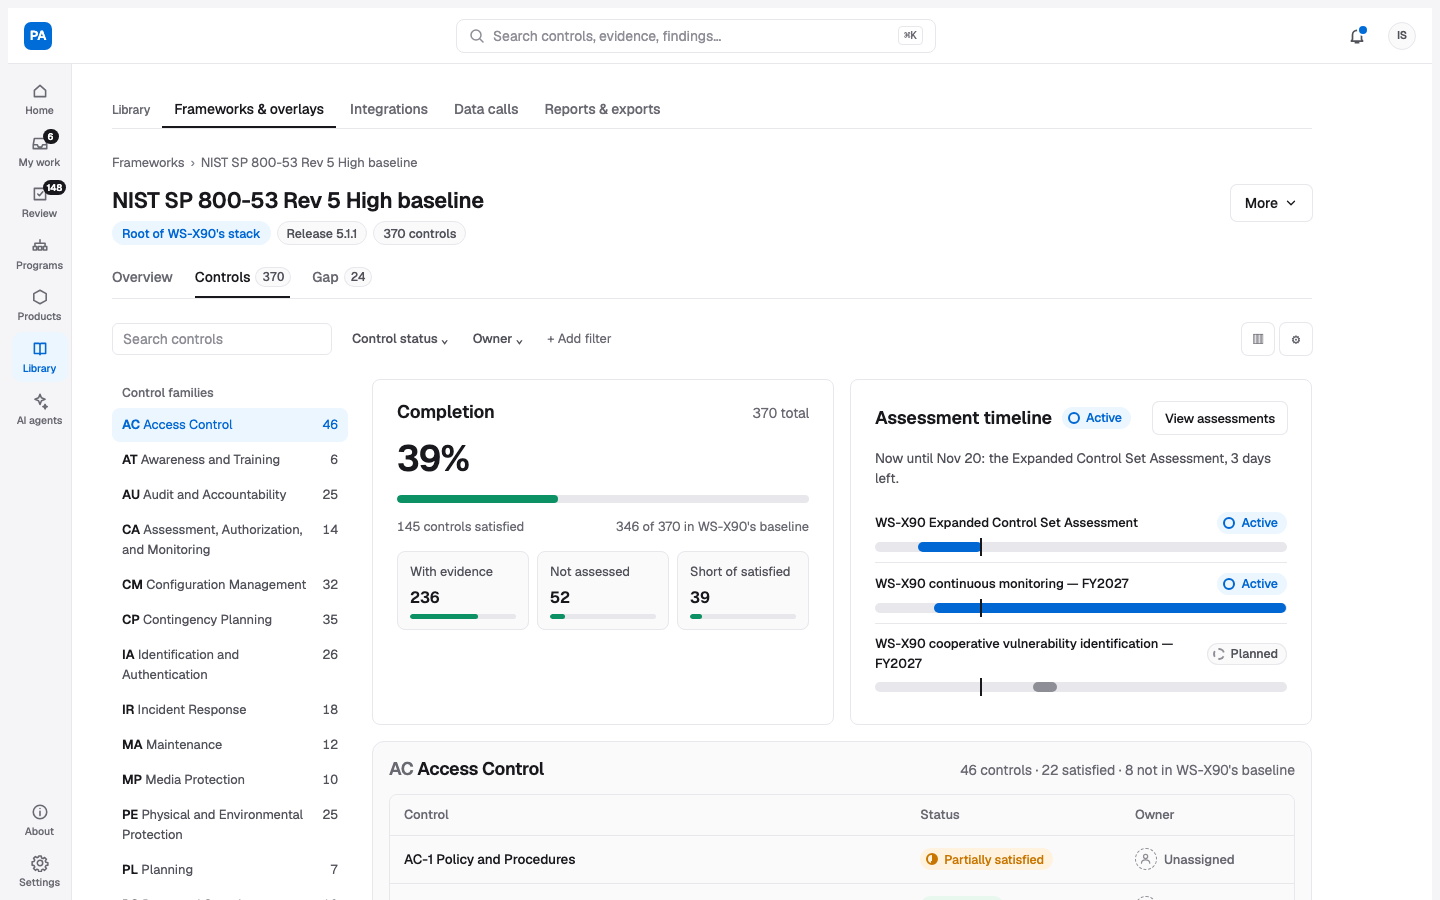 PA
Search controls, evidence, findings...
⌘K
IS
Home
6
My work
148
Review
Programs
Products
Library
AI agents
About
Settings
Library
Frameworks & overlays
Integrations
Data calls
Reports & exports
Frameworks › NIST SP 800-53 Rev 5 High baseline
NIST SP 800-53 Rev 5 High baseline
More
Root of WS-X90's stack
Release 5.1.1
370 controls
Overview
Controls 370
Gap 24
Search controls
Control status
Owner
+ Add filter
Control families
AC Access Control 46
AT Awareness and Training 6
AU Audit and Accountability 25
CA Assessment, Authorization, 14
and Monitoring
CM Configuration Management 32
CP Contingency Planning 35
IA Identification and 26
Authentication
IR Incident Response 18
MA Maintenance 12
MP Media Protection 10
PE Physical and Environmental 25
Protection
PL Planning 7
Completion
370 total
39%
145 controls satisfied
346 of 370 in WS-X90's baseline
With evidence
236
Not assessed
52
Short of satisfied
39
Assessment timeline
Active
View assessments
Now until Nov 20: the Expanded Control Set Assessment, 3 days
left.
WS-X90 Expanded Control Set Assessment
Active
WS-X90 continuous monitoring — FY2027
Active
WS-X90 cooperative vulnerability identification —
FY2027
Planned
AC Access Control
46 controls · 22 satisfied · 8 not in WS-X90's baseline
Control
Status
Owner
AC-1 Policy and Procedures
Partially satisfied
Unassigned